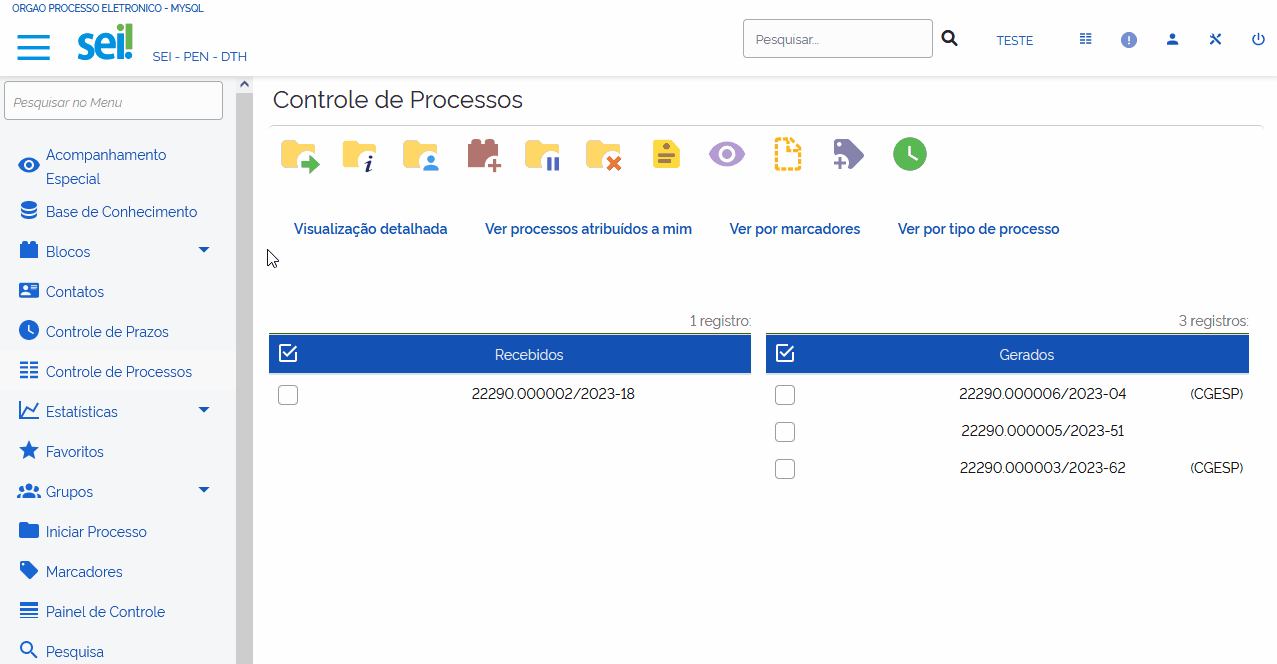 ORGAO PROCESSO ELETRONICO - MYSQL
sei!
SEI - PEN - DTH
Pesquisar...
TESTE
Pesquisar no Menu
Acompanhamento
Especial
Base de Conhecimento
Blocos
Contatos
Controle de Prazos
Controle de Processos
Estatísticas
Favoritos
Grupos
Iniciar Processo
Marcadores
Painel de Controle
Pesquisa
Controle de Processos
Visualização detalhada
Ver processos atribuídos a mim
Ver por marcadores
Ver por tipo de processo
1 registro:
Recebidos
22290.000002/2023-18
3 registros:
Gerados
22290.000006/2023-04 (CGESP)
22290.000005/2023-51
22290.000003/2023-62 (CGESP)